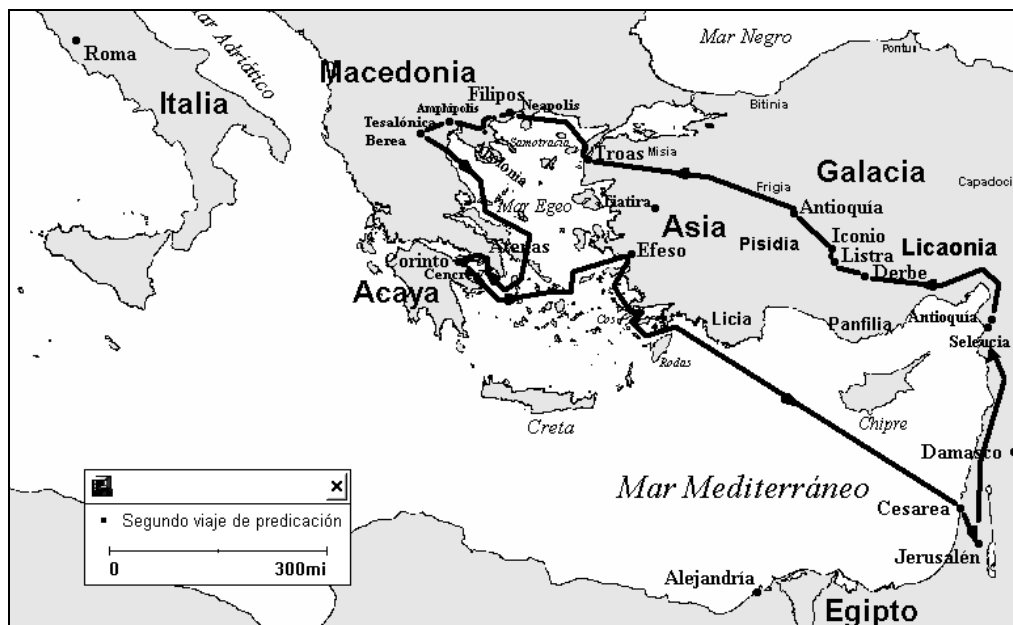 Roma
Mar Adriático
Italia
Mar Negro
Pontus
Bitinia
Macedonia
Filipos
Amphipolis
Neapolis
Tesalónica
Berea
Samotracia
Troas
Misia
Galacia
Frigia
Capadoci
Mar Egeo
Tiatira
Asia
Antioquía
Pisidia
Iconio
Licaonia
Listra
Derbe
Atenas
Corinto
Cencre
Efeso
Acaya
Cos
Licia
Panfilia
Antioquía
Seleucia
Rodas
Creta
Chipre
Damasco
Mar Mediterráneo
Cesarea
Segundo viaje de predicación
0 300mi
Jerusalén
Alejandría
Egipto